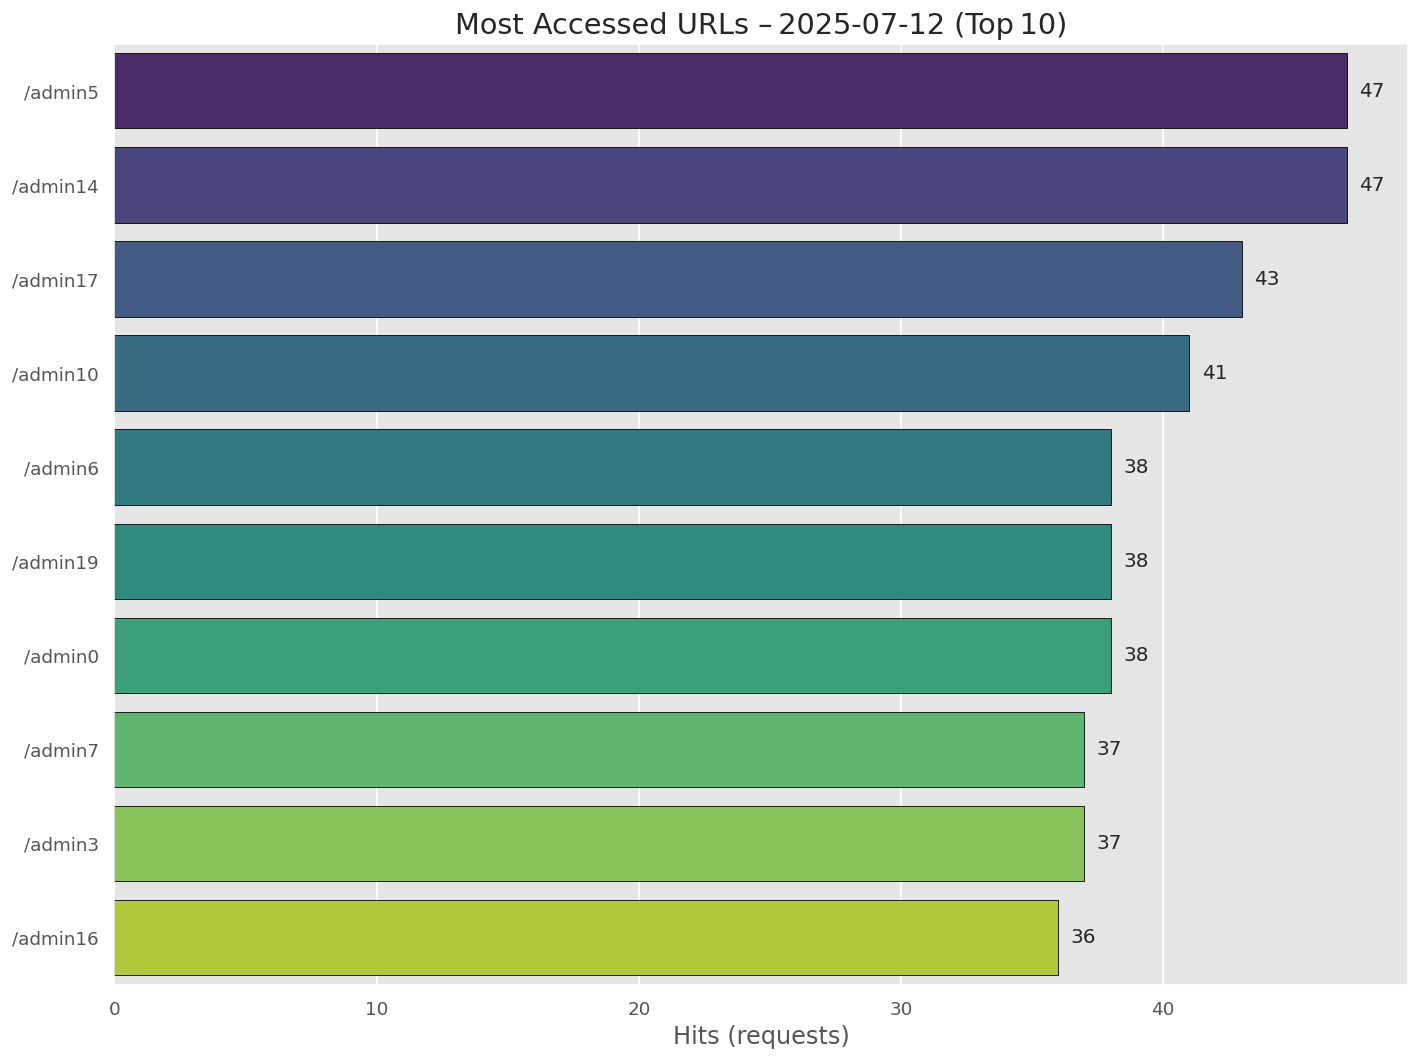 Most Accessed URLs – 2025-07-12 (Top 10)
/admin5 47
/admin14 47
/admin17 43
/admin10 41
/admin6 38
/admin19 38
/admin0 38
/admin7 37
/admin3 37
/admin16 36
0 10 20 30 40
Hits (requests)